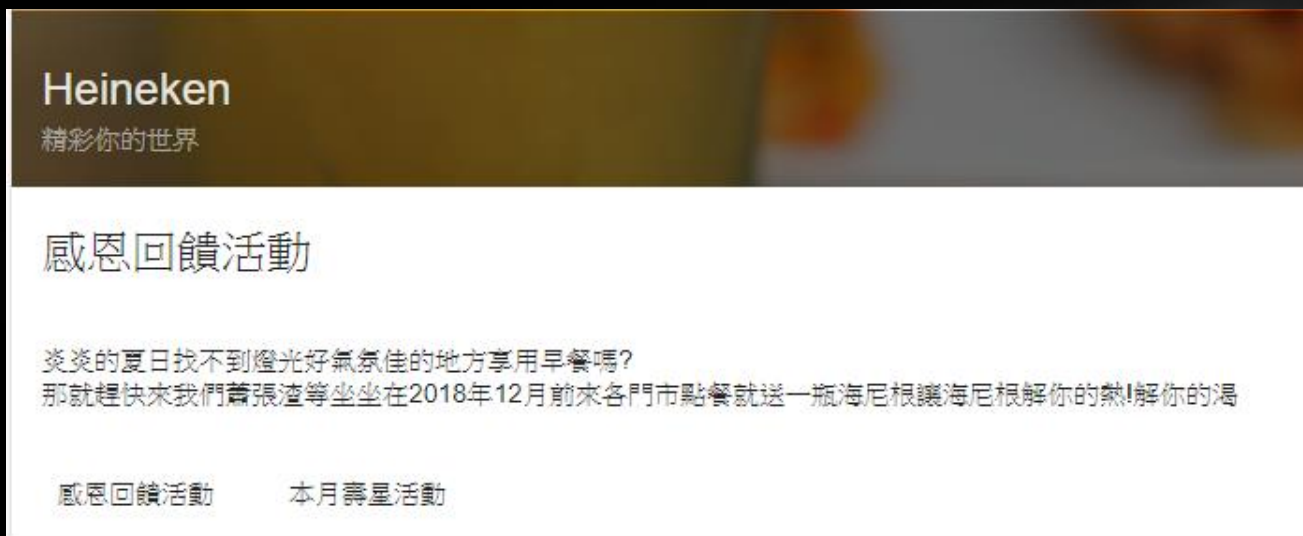 Heineken
精彩你的世界
感恩回饋活動
炎炎的夏日找不到燈光好氣氛佳的地方享用早餐嗎?
那就趕快來我們蕭張渣等坐坐在2018年12月前來各門市點餐就送一瓶海尼根讓海尼根解你的熱!解你的渴
感恩回饋活動 本月壽星活動